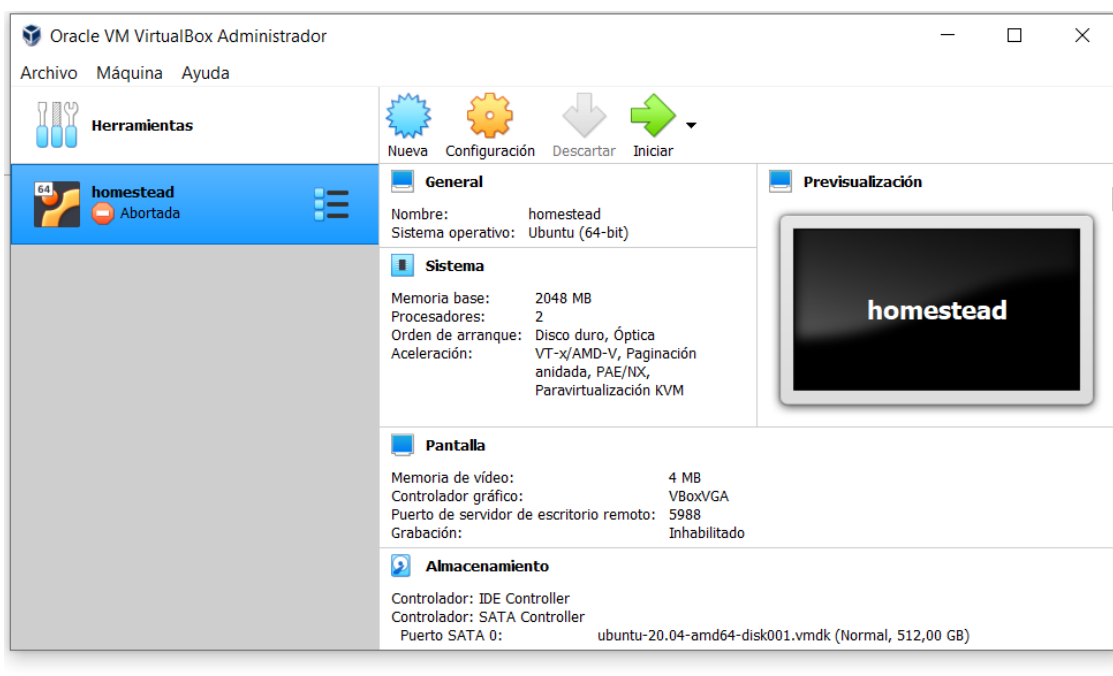 Oracle VM VirtualBox Administrador
Archivo Máquina Ayuda
Herramientas
Nueva Configuración Descartar Iniciar
64
homestead
Abortada
General
Nombre: homestead
Sistema operativo: Ubuntu (64-bit)
Sistema
Memoria base: 2048 MB
Procesadores: 2
Orden de arranque: Disco duro, Óptica
Aceleración: VT-x/AMD-V, Paginación
anidada, PAE/NX,
Paravirtualización KVM
Previsualización
homestead
Pantalla
Memoria de vídeo: 4 MB
Controlador gráfico: VBoxVGA
Puerto de servidor de escritorio remoto: 5988
Grabación: Inhabilitado
Almacenamiento
Controlador: IDE Controller
Controlador: SATA Controller
Puerto SATA 0: ubuntu-20.04-amd64-disk001.vmdk (Normal, 512,00 GB)